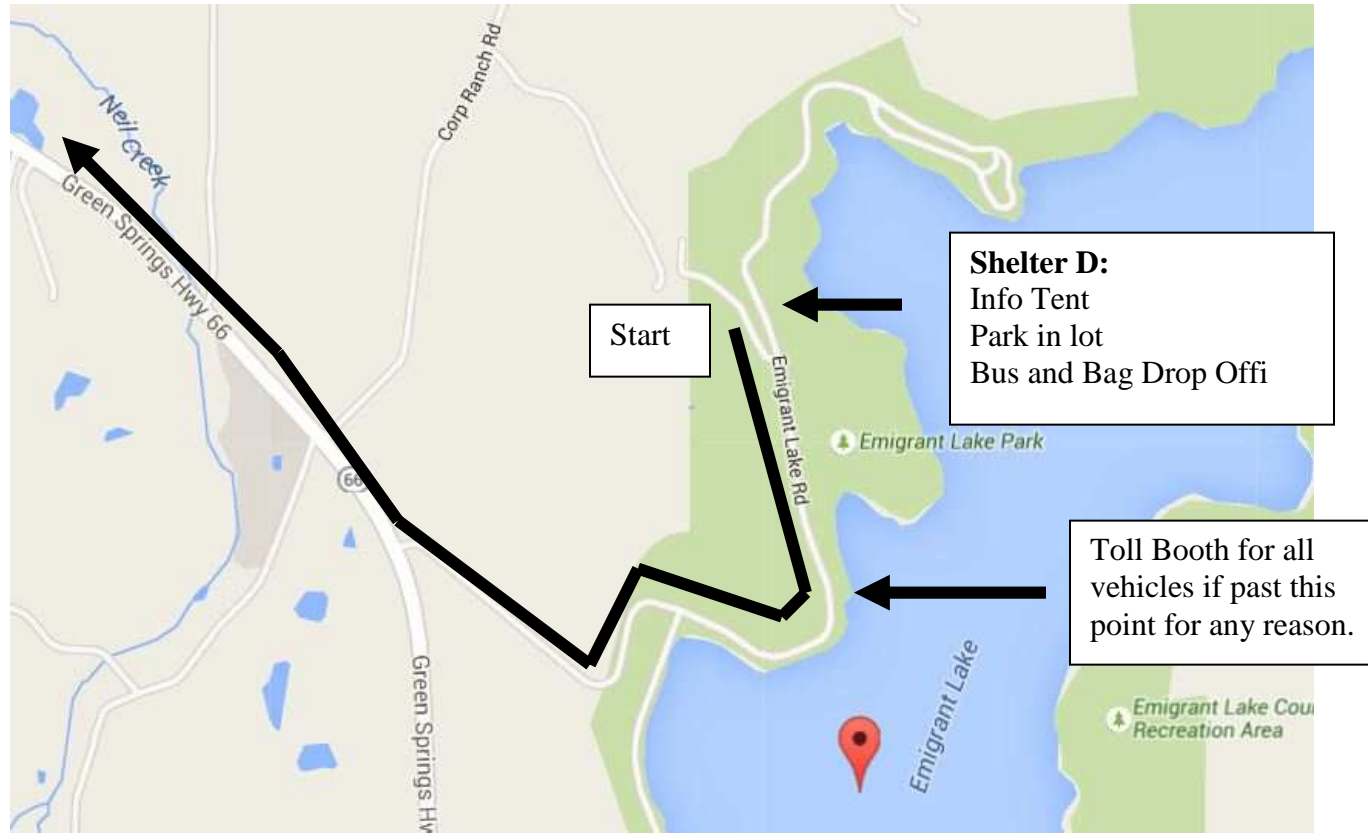 Neil Creek
Corp Ranch Rd
Green Springs Hwy 66
Shelter D:
Info Tent
Park in lot
Bus and Bag Drop Offi
Start
Emigrant Lake Rd
Emigrant Lake Park
66
Toll Booth for all
vehicles if past this
point for any reason.
Green Springs Hw
Emigrant Lake
Emigrant Lake Cou
Recreation Area